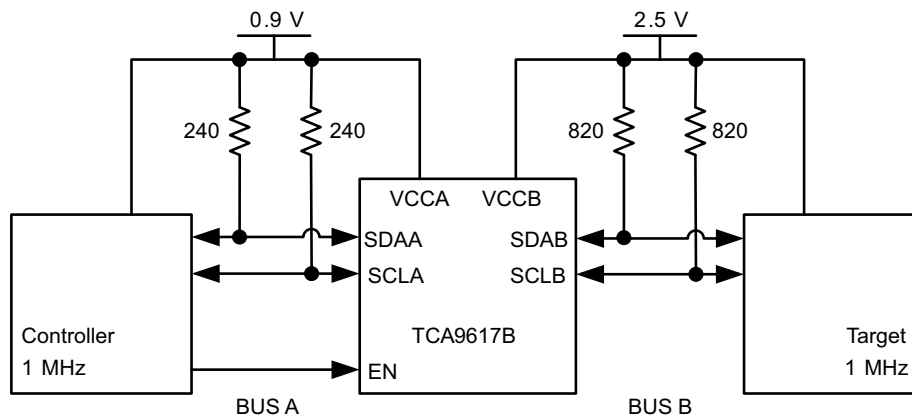 0.9 V
2.5 V
240
240
820
820
VCCA
VCCB
SDAA
SDAB
SCLA
SCLB
Controller
1 MHz
TCA9617B
Target
1 MHz
EN
BUS A
BUS B